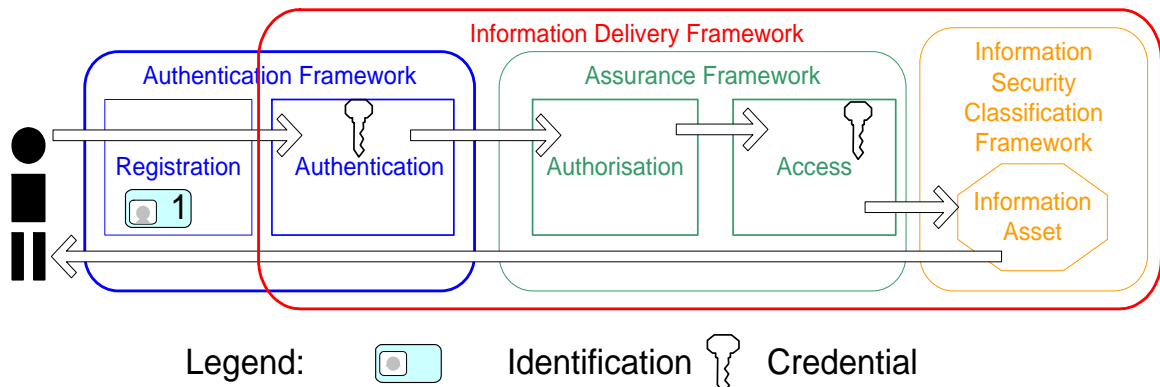 Information Delivery Framework
Authentication Framework
Assurance Framework
Information
Security
Classification
Framework
Registration
Authentication
Authorisation
Access
1
Information
Asset
Legend:
Identification
Credential